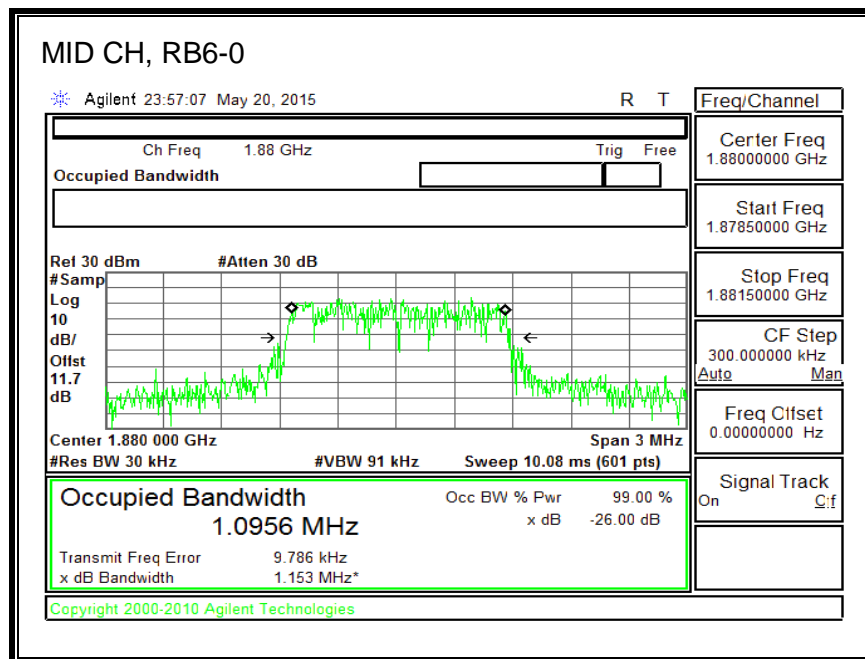 MID CH, RB6-0
Agilent 23:57:07 May 20, 2015 R T
Freq/Channel
Ch Freq 1.88 GHz Trig Free
Occupied Bandwidth
Center Freq
1.88000000 GHz
Start Freq
1.87850000 GHz
Stop Freq
1.88150000 GHz
CF Step
300.000000 kHz
Auto Man
Freq Offset
0.00000000 Hz
Signal Track
On Off
Ref 30 dBm #Atten 30 dB
#Samp
Log
10
dB/
Offst
11.7
dB
Center 1.880 000 GHz Span 3 MHz
#Res BW 30 kHz #VBW 91 kHz Sweep 10.08 ms (601 pts)
Occupied Bandwidth
1.0956 MHz
Occ BW % Pwr 99.00 %
x dB -26.00 dB
Transmit Freq Error 9.786 kHz
x dB Bandwidth 1.153 MHz*
Copyright 2000-2010 Agilent Technologies